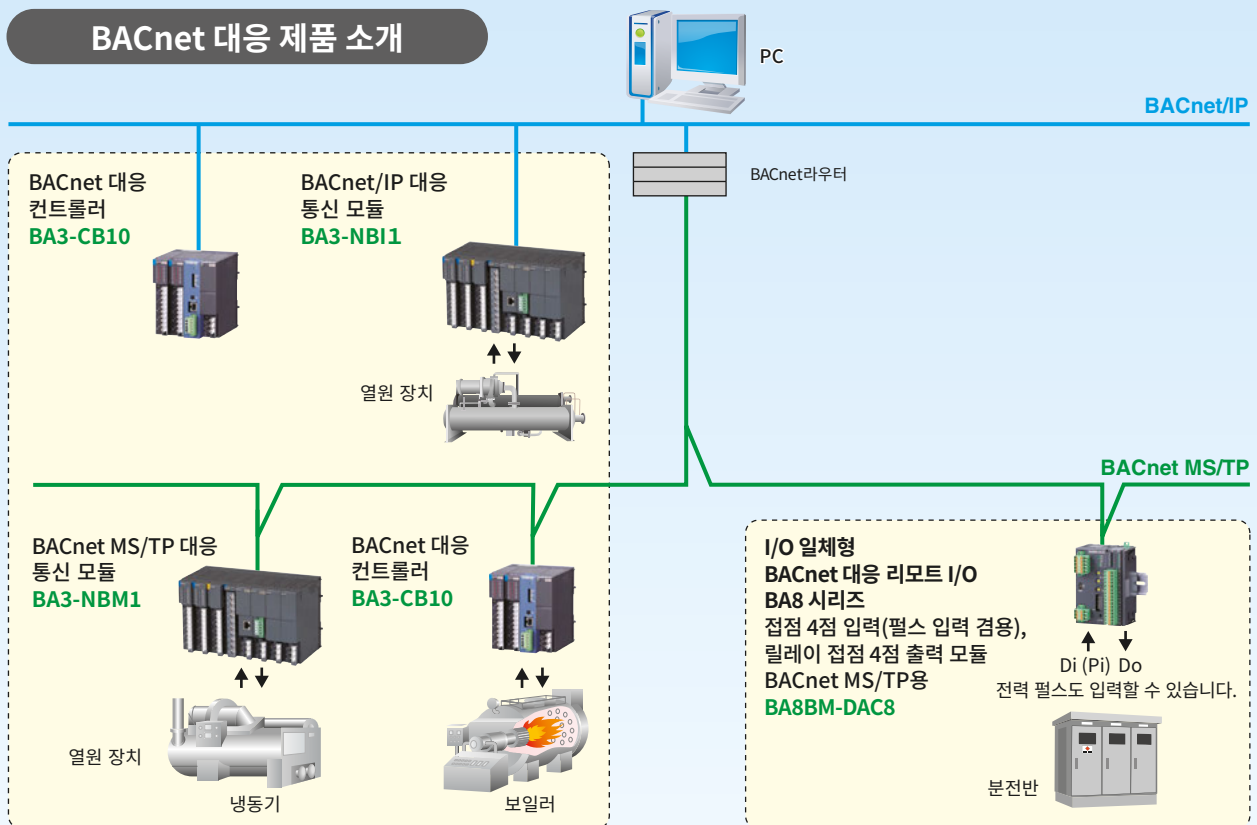 BACnet 대응 제품 소개
PC
BACnet/IP
BACnet라우터
BACnet 대응
컨트롤러
BA3-CB10
BACnet/IP 대응
통신 모듈
BA3-NBI1
열원 장치
BACnet MS/TP
BACnet MS/TP 대응
통신 모듈
BA3-NBM1
열원 장치
냉동기
BACnet 대응
컨트롤러
BA3-CB10
보일러
I/O 일체형
BACnet 대응 리모트 I/O
BA8 시리즈
접점 4점 입력(펄스 입력 겸용),
릴레이 접점 4점 출력 모듈
BACnet MS/TP용
BA8BM-DAC8
Di (Pi) Do
전력 펄스도 입력할 수 있습니다.
분전반